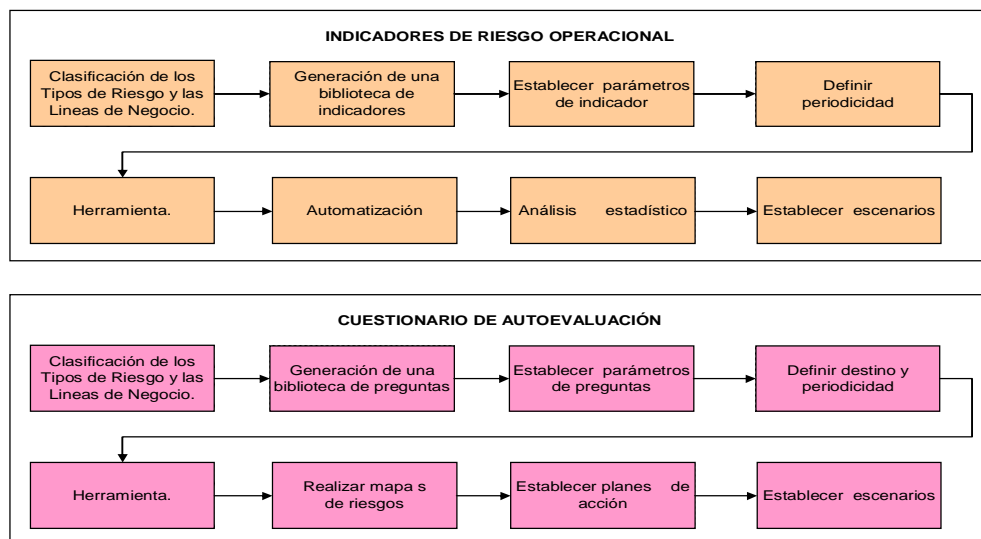 INDICADORES DE RIESGO OPERACIONAL
Clasificación de los
Tipos de Riesgo y las
Lineas de Negocio.
Generación de una
biblioteca de
indicadores
Establecer parámetros
de indicador
Definir
periodicidad
Herramienta.
Automatización
Análisis estadístico
Establecer escenarios
CUESTIONARIO DE AUTOEVALUACIÓN
Clasificación de los
Tipos de Riesgo y las
Lineas de Negocio.
Generación de una
biblioteca de preguntas
Establecer parámetros
de preguntas
Definir destino y
periodicidad
Herramienta.
Realizar mapa s
de riesgos
Establecer planes de
acción
Establecer escenarios